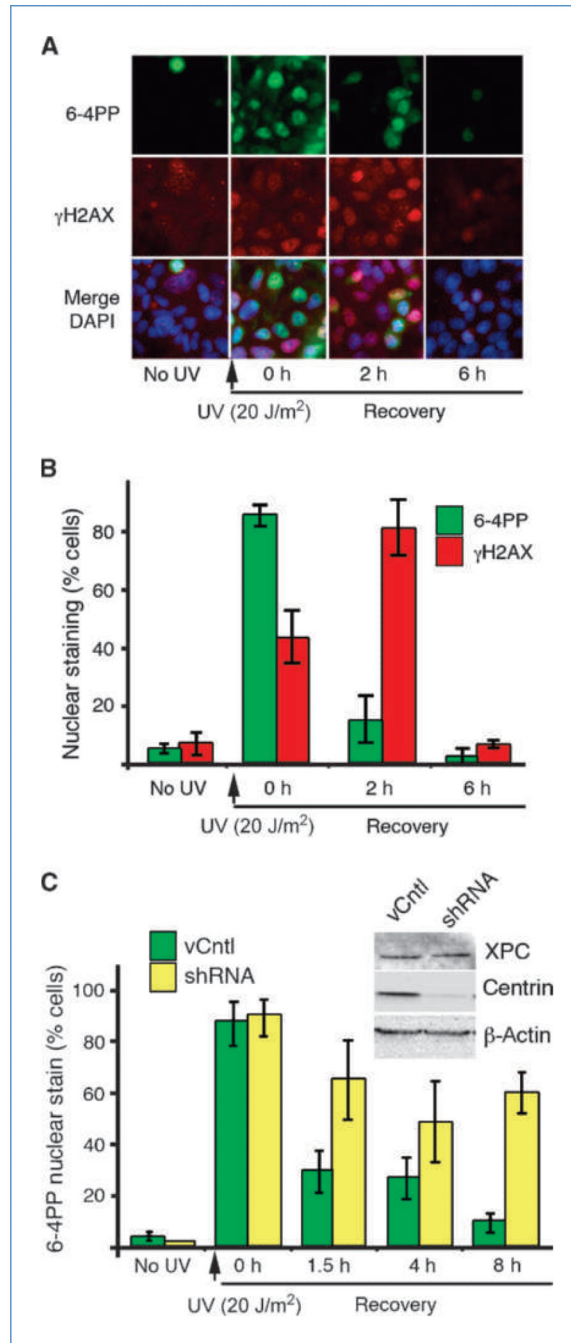 A
6-4PP
γH2AX
Merge
DAPI
No UV 0 h 2 h 6 h
UV (20 J/m²) Recovery
B
Nuclear staining (% cells)
80
60
40
20
6-4PP
γH2AX
No UV 0 h 2 h 6 h
UV (20 J/m²) Recovery
C
vCntl
shRNA
vCntl shRNA
XPC
Centrin
β-Actin
6-4PP nuclear stain (% cells)
100
80
60
40
20
No UV 0 h 1.5 h 4 h 8 h
UV (20 J/m²) Recovery